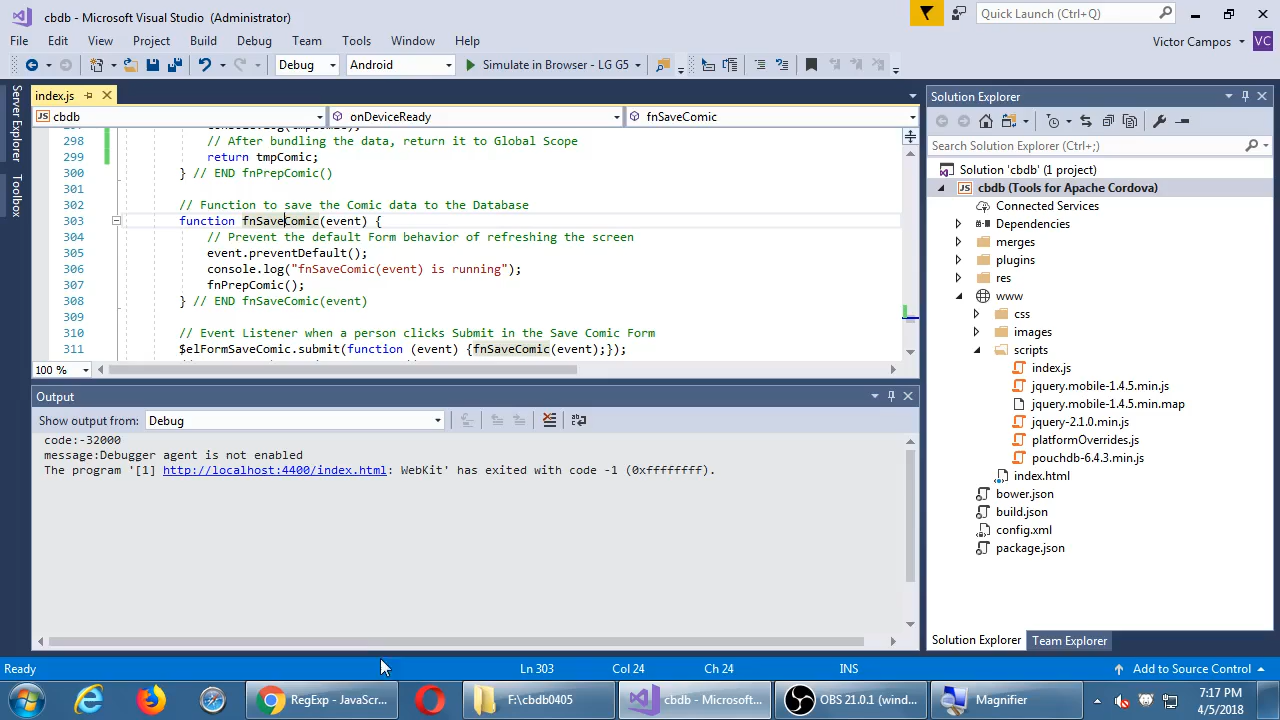 cbdb - Microsoft Visual Studio (Administrator)
Quick Launch (Ctrl+Q)
File Edit View Project Build Debug Team Tools Window Help
Victor Campos VC
Debug Android Simulate in Browser - LG G5
Server Explorer
Toolbox
index.js
cbdb onDeviceReady fnSaveComic
298 // After bundling the data, return it to Global Scope
299 return tmpComic;
300 } // END fnPrepComic()
301
302 // Function to save the Comic data to the Database
303 function fnSaveComic(event) {
304 // Prevent the default Form behavior of refreshing the screen
305 event.preventDefault();
306 console.log("fnSaveComic(event) is running");
307 fnPrepComic();
308 } // END fnSaveComic(event)
309
310 // Event Listener when a person clicks Submit in the Save Comic Form
311 $elFormSaveComic.submit(function (event) {fnSaveComic(event);});
100 %
Output
Show output from: Debug
code:-32000
message:Debugger agent is not enabled
The program '[1] http://localhost:4400/index.html: WebKit' has exited with code -1 (0xffffffff).
Solution Explorer
Search Solution Explorer (Ctrl+;)
Solution 'cbdb' (1 project)
JS cbdb (Tools for Apache Cordova)
Connected Services
Dependencies
merges
plugins
res
www
css
images
scripts
index.js
jquery.mobile-1.4.5.min.js
jquery.mobile-1.4.5.min.map
jquery-2.1.0.min.js
platformOverrides.js
pouchdb-6.4.3.min.js
index.html
bower.json
build.json
config.xml
package.json
Solution Explorer Team Explorer
Ready Ln 303 Col 24 Ch 24 INS Add to Source Control
RegExp - JavaScr... F:\cbdb0405 cbdb - Microsoft... OBS 21.0.1 (wind... Magnifier
7:17 PM
4/5/2018